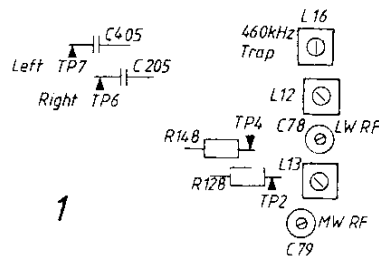 L16
460kHz
Trap
C405
Left TP7
C205
Right TP6
L12
C78 LW RF
TP4
R148
L13
R128
TP2
1
MW RF
C79